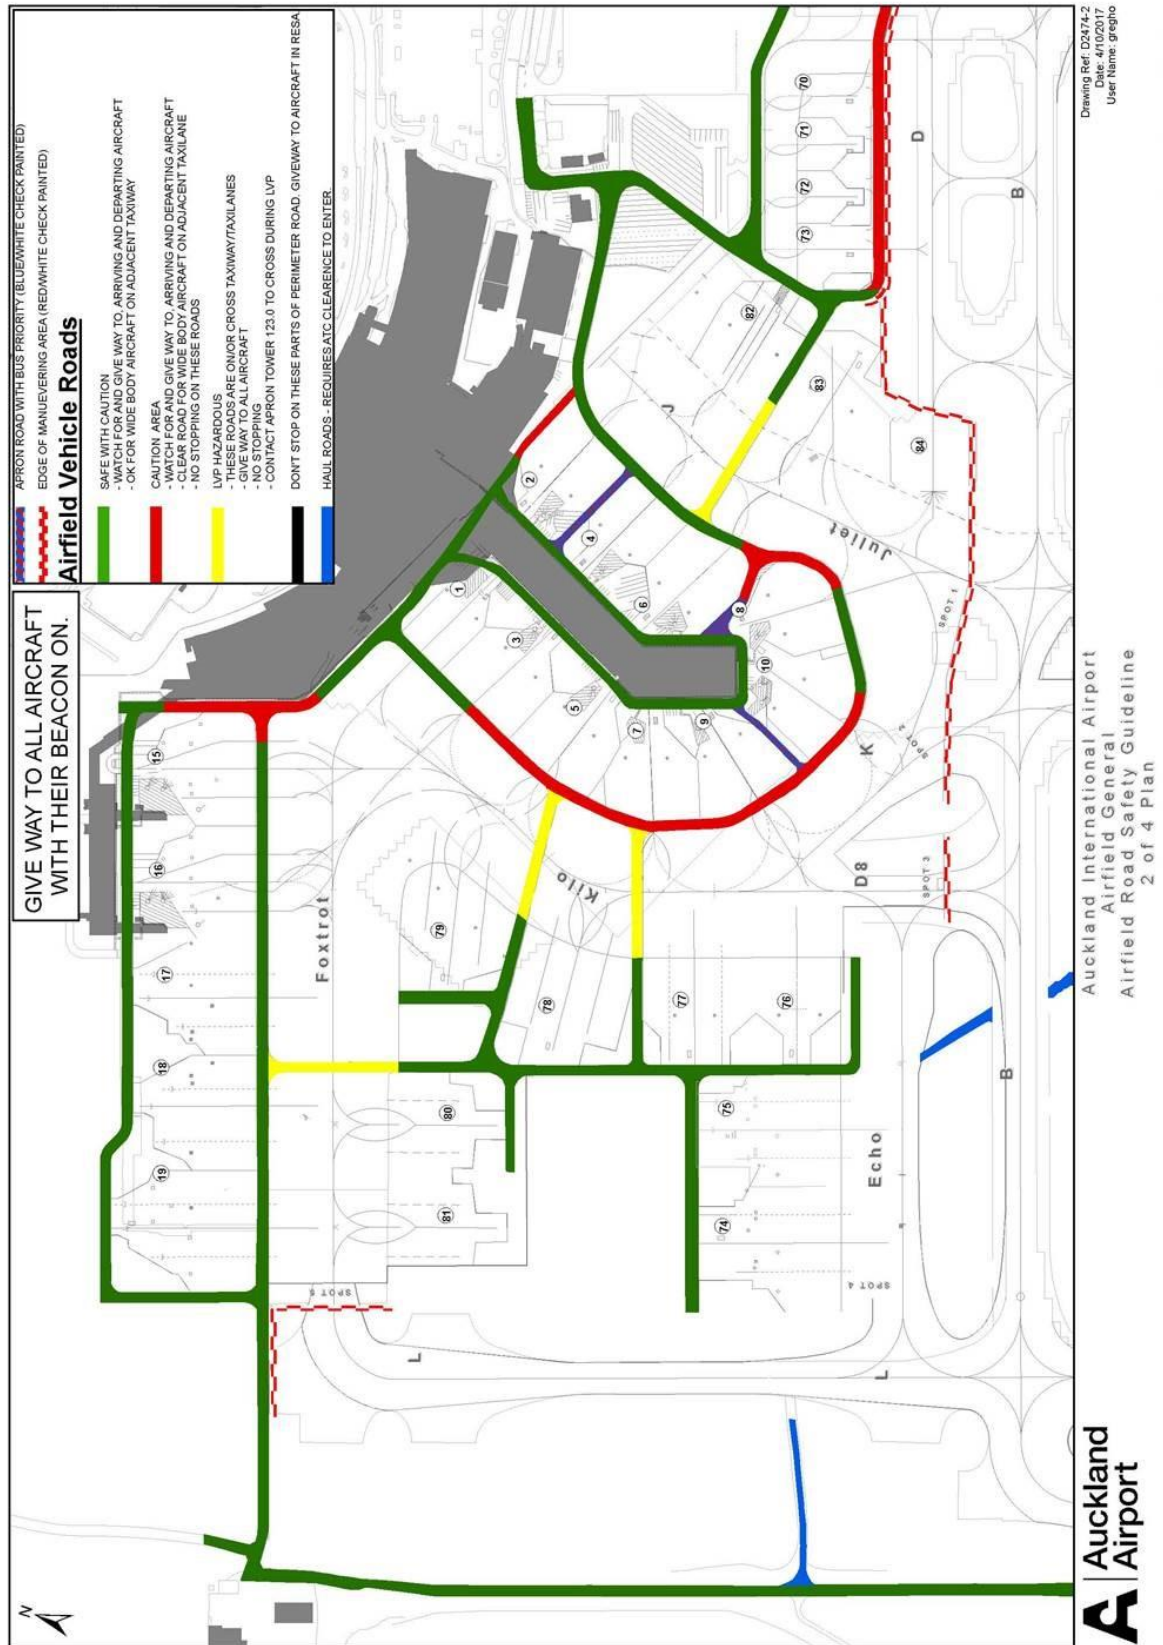 GIVE WAY TO ALL AIRCRAFT
WITH THEIR BEACON ON.
APRON ROAD WITH BUS PRIORITY (BLUE/WHITE CHECK PAINTED)
EDGE OF MANUEVERING AREA (RED/WHITE CHECK PAINTED)
Airfield Vehicle Roads
SAFE WITH CAUTION
- WATCH FOR AND GIVE WAY TO, ARRIVING AND DEPARTING AIRCRAFT
- OK FOR WIDE BODY AIRCRAFT ON ADJACENT TAXIWAY
CAUTION AREA
- WATCH FOR AND GIVE WAY TO, ARRIVING AND DEPARTING AIRCRAFT
- CLEAR ROAD FOR WIDE BODY AIRCRAFT ON ADJACENT TAXILANE
- NO STOPPING ON THESE ROADS
LVP HAZARDOUS
- THESE ROADS ARE ON/OR CROSS TAXIWAY/TAXILANES
- GIVE WAY TO ALL AIRCRAFT
- NO STOPPING
- CONTACT APRON TOWER 123.0 TO CROSS DURING LVP
DON'T STOP ON THESE PARTS OF PERIMETER ROAD. GIVEWAY TO AIRCRAFT IN RESA.
HAUL ROADS - REQUIRES ATC CLEARENCE TO ENTER.
N
19
18
17
16
15
Foxtrot
SPOT 5
81
80
79
78
77
76
75
74
Kilo
L
L
Echo
SPOT 4
D8
SPOT 3
B
K
SPOT 2
SPOT 1
Juliet
J
1
2
3
4
5
6
7
8
9
10
82
83
84
73
72
71
70
D
B
Auckland
Airport
Auckland International Airport
Airfield General
Airfield Road Safety Guideline
2 of 4 Plan
Drawing Ref: D2474-2
Date: 4/10/2017
User Name: gregho